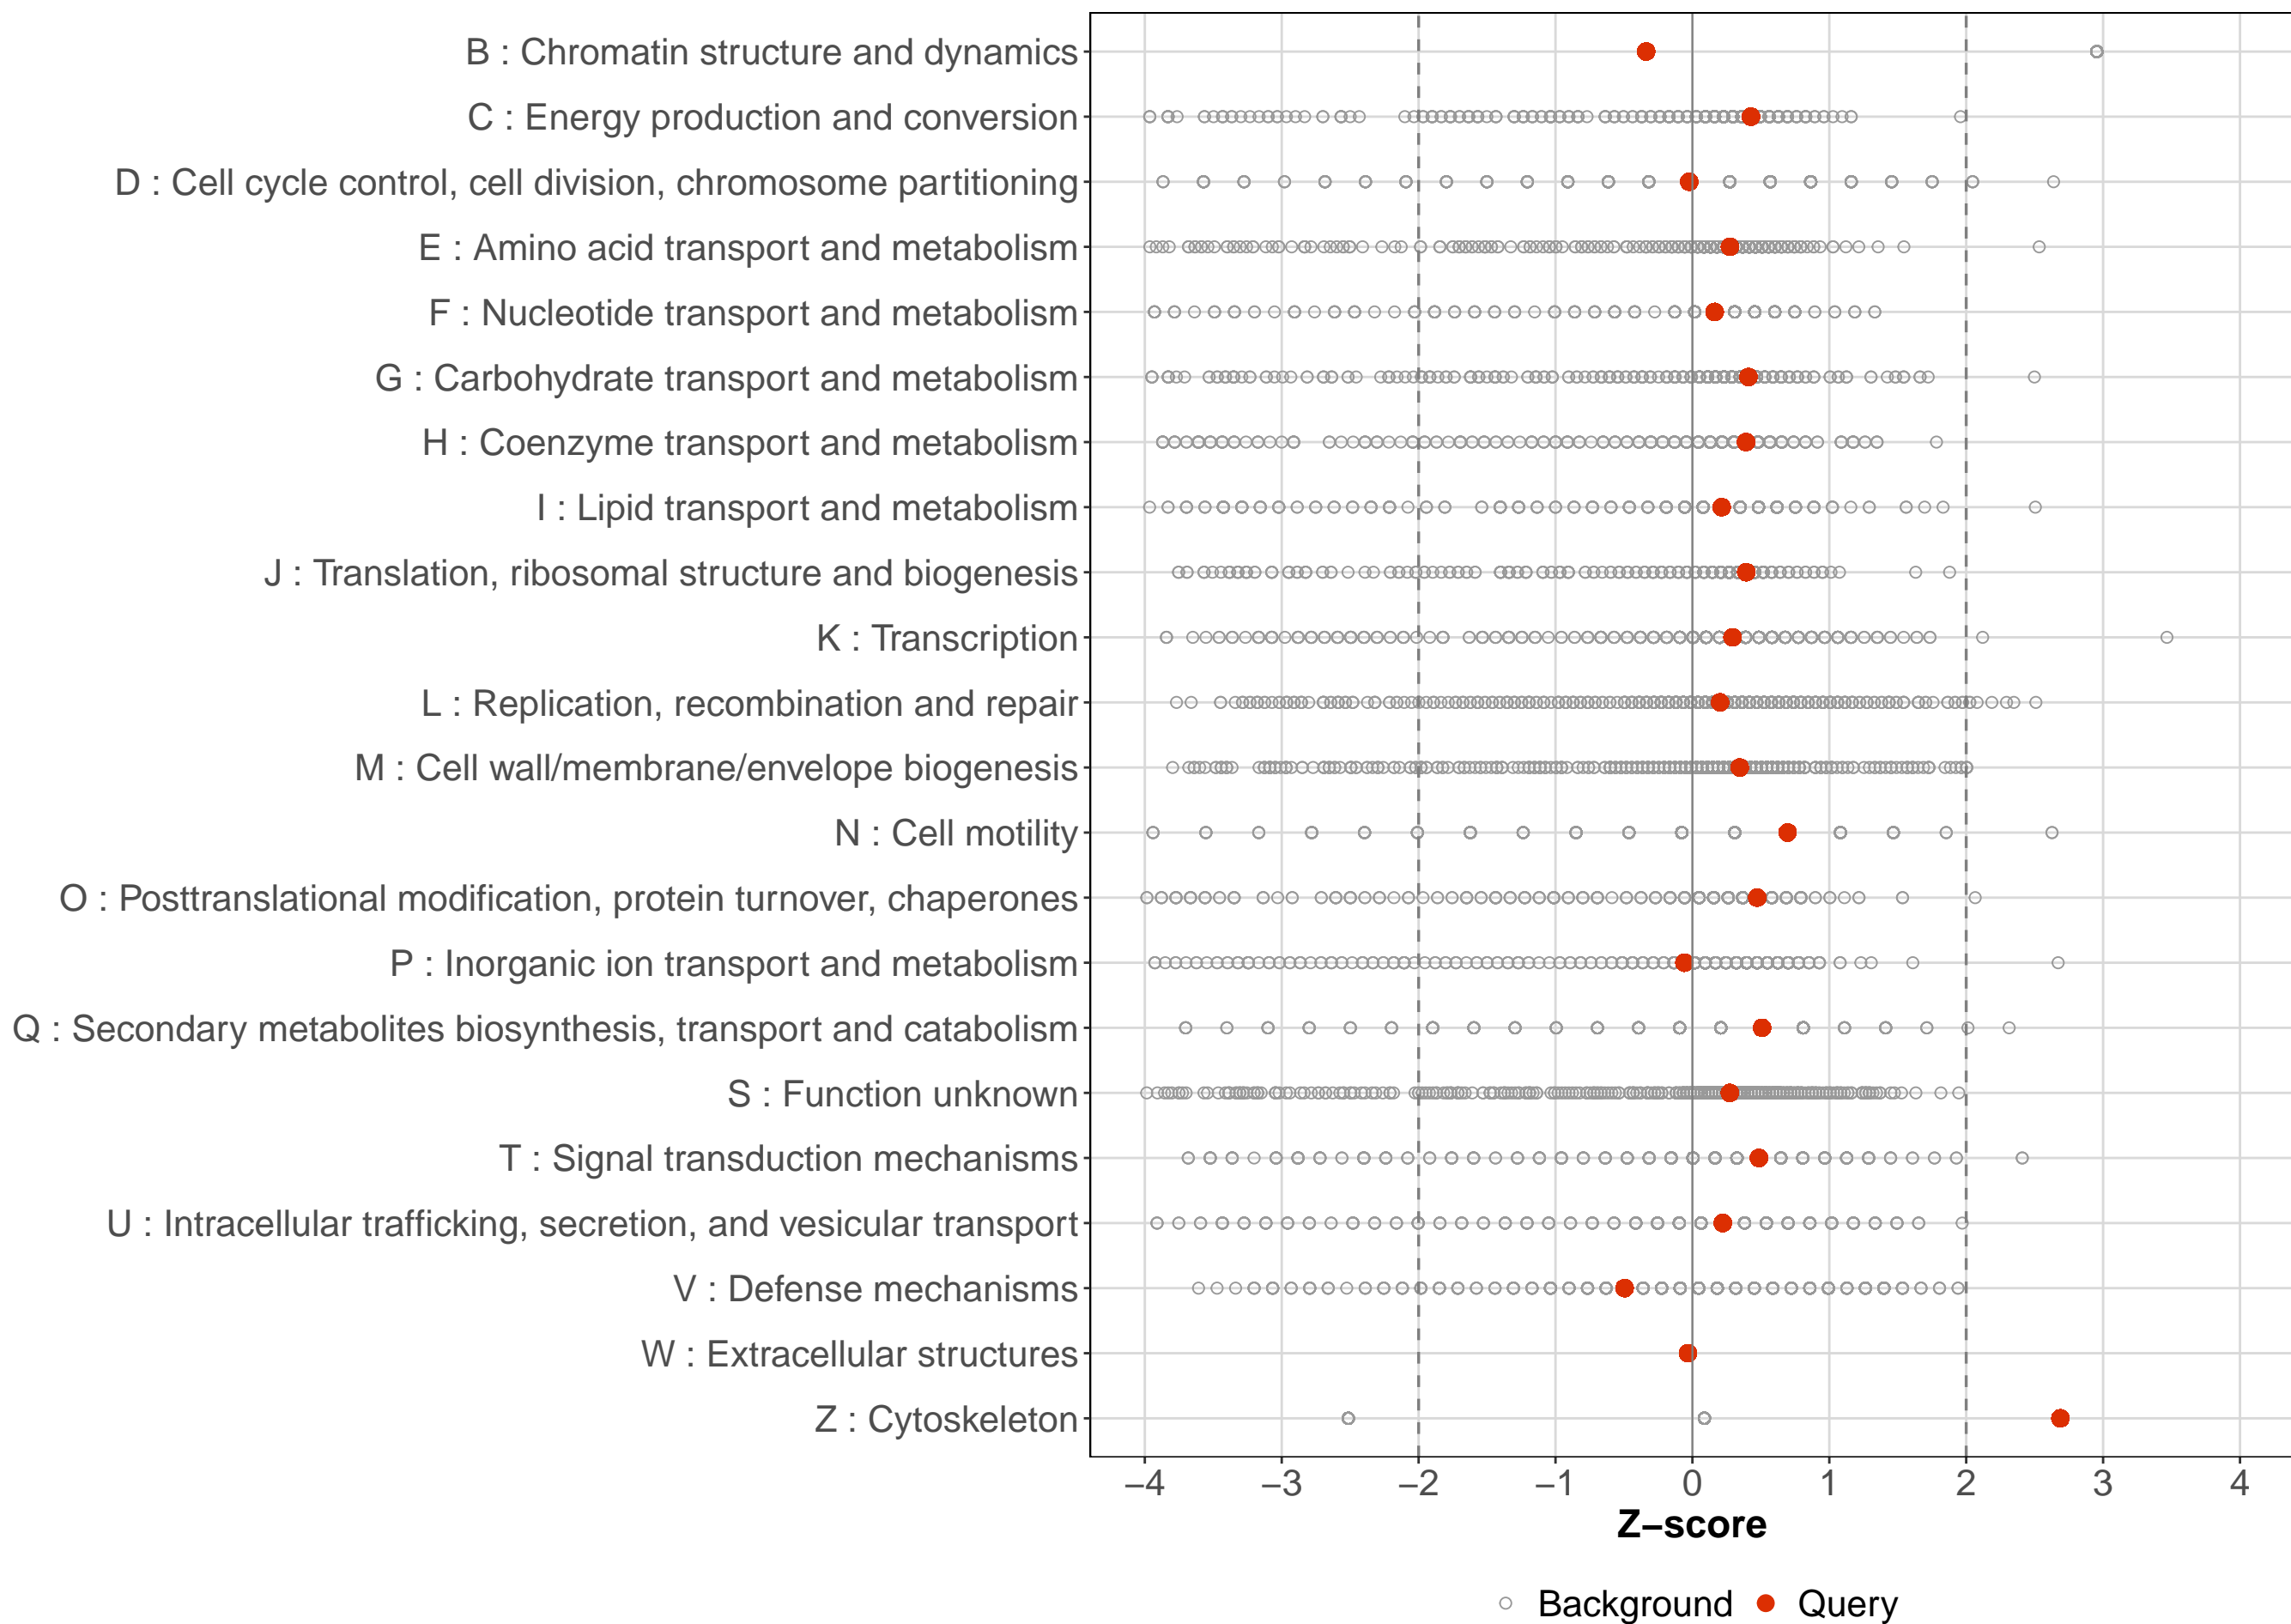 B : Chromatin structure and dynamics
C : Energy production and conversion
D : Cell cycle control, cell division, chromosome partitioning
E : Amino acid transport and metabolism
F : Nucleotide transport and metabolism
G : Carbohydrate transport and metabolism
H : Coenzyme transport and metabolism
I : Lipid transport and metabolism
J : Translation, ribosomal structure and biogenesis
K : Transcription
L : Replication, recombination and repair
M : Cell wall/membrane/envelope biogenesis
N : Cell motility
O : Posttranslational modification, protein turnover, chaperones
P : Inorganic ion transport and metabolism
Q : Secondary metabolites biosynthesis, transport and catabolism
S : Function unknown
T : Signal transduction mechanisms
U : Intracellular trafficking, secretion, and vesicular transport
V : Defense mechanisms
W : Extracellular structures
Z : Cytoskeleton
−4 −3 −2 −1 0 1 2 3 4
Z−score
Background Query